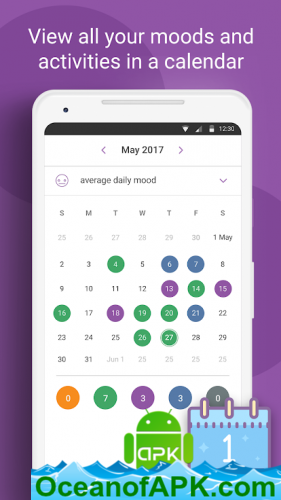 View all your moods and
activities in a calendar
12:30
May 2017
average daily mood
S M T W T F S
25 26 27 28 29 30 1 May
2 3 4 5 6 7 8
9 10 11 12 13 14 15
16 17 18 19 20 21 22
23 24 25 26 27 28 29
30 31 Jun 1 2 3 4 5
0 7 3 3 0
APK
1
OceanofAPK.com